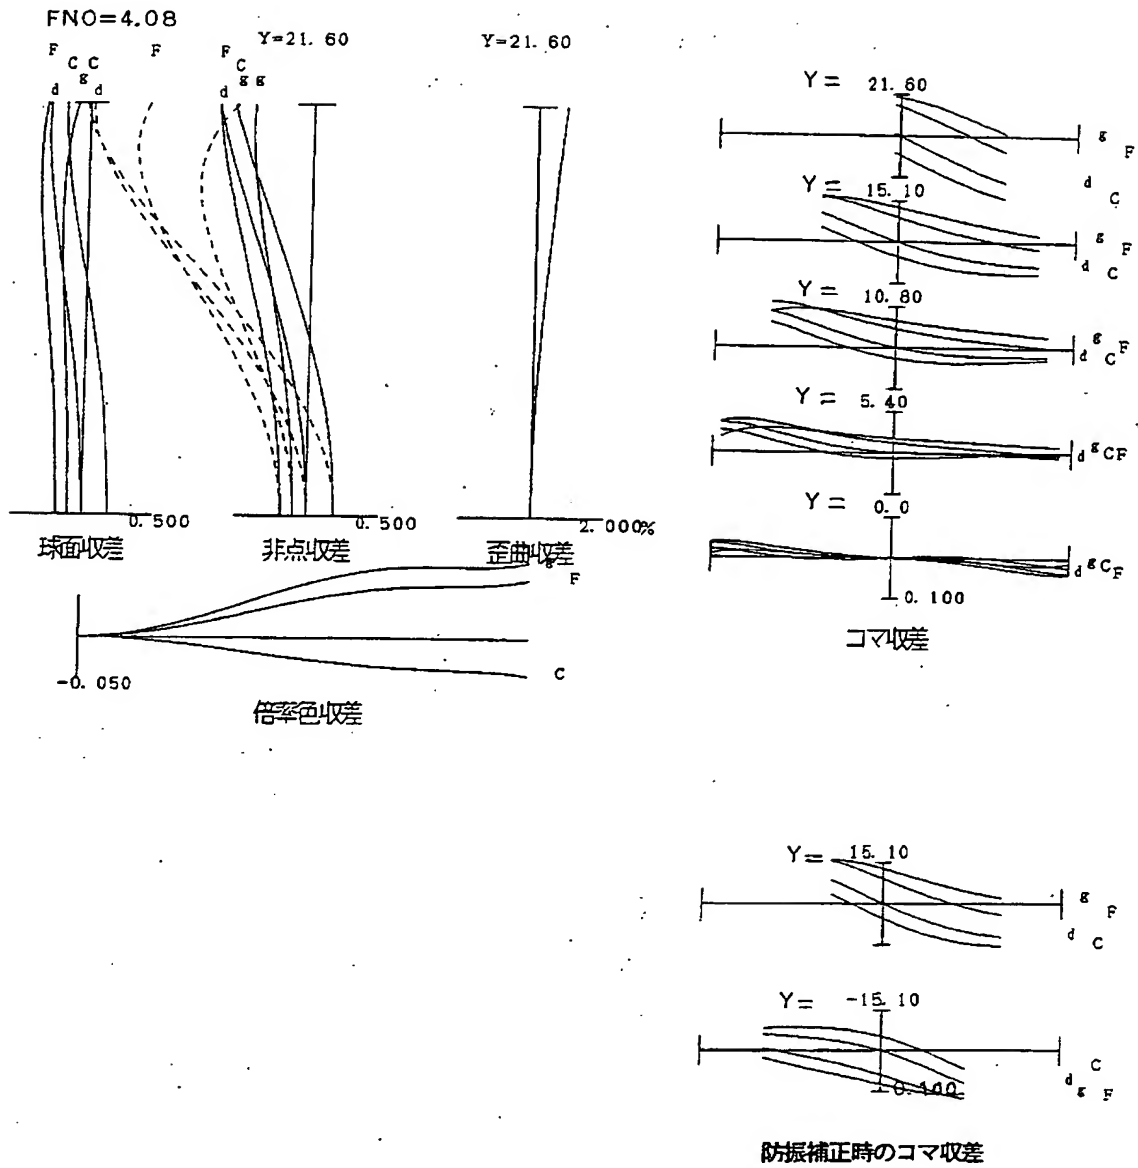 FNO=4.08
F C g C d d
F
Y=21.60
F C g g d
Y=21.60
0.500
球面収差
0.500
非点収差
2.000%
歪曲収差
g
F
C
-0.050
倍率色収差
Y= 21.60
g F
d C
Y= 15.10
g F
d C
Y= 10.80
d g C F
Y= 5.40
d g C F
Y= 0.0
d g C F
0.100
コマ収差
Y= 15.10
g F
d C
Y= -15.10
C
d g F
0.100
防振補正時のコマ収差